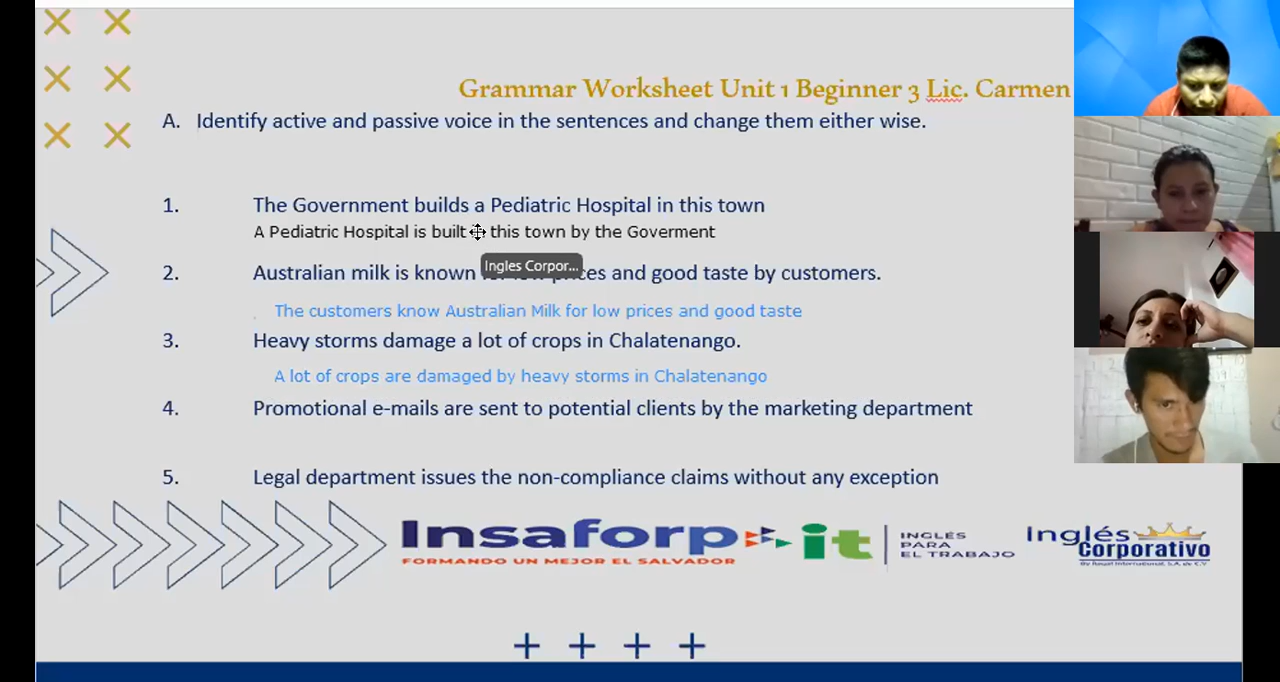 Grammar Worksheet Unit 1 Beginner 3 Lic. Carmen
A. Identify active and passive voice in the sentences and change them either wise.
1. The Government builds a Pediatric Hospital in this town
A Pediatric Hospital is built this town by the Goverment
Ingles Corpor...
2. Australian milk is known and good taste by customers.
The customers know Australian Milk for low prices and good taste
3. Heavy storms damage a lot of crops in Chalatenango.
A lot of crops are damaged by heavy storms in Chalatenango
4. Promotional e-mails are sent to potential clients by the marketing department
5. Legal department issues the non-compliance claims without any exception
Insaforp
FORMANDO UN MEJOR EL SALVADOR
it
INGLÉS
PARA
EL TRABAJO
Inglés
Corporativo